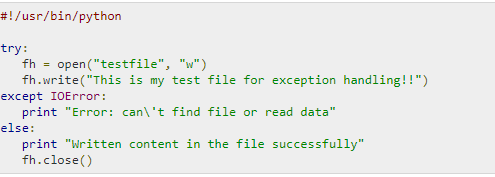 #!/usr/bin/python

try:
   fh = open("testfile", "w")
   fh.write("This is my test file for exception handling!!")
except IOError:
   print "Error: can\'t find file or read data"
else:
   print "Written content in the file successfully"
   fh.close()